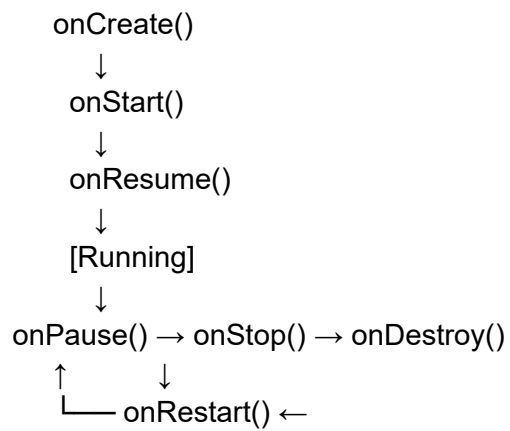 onCreate()
↓
onStart()
↓
onResume()
↓
[Running]
↓
onPause() → onStop() → onDestroy()
↑ ↓
└── onRestart() ←